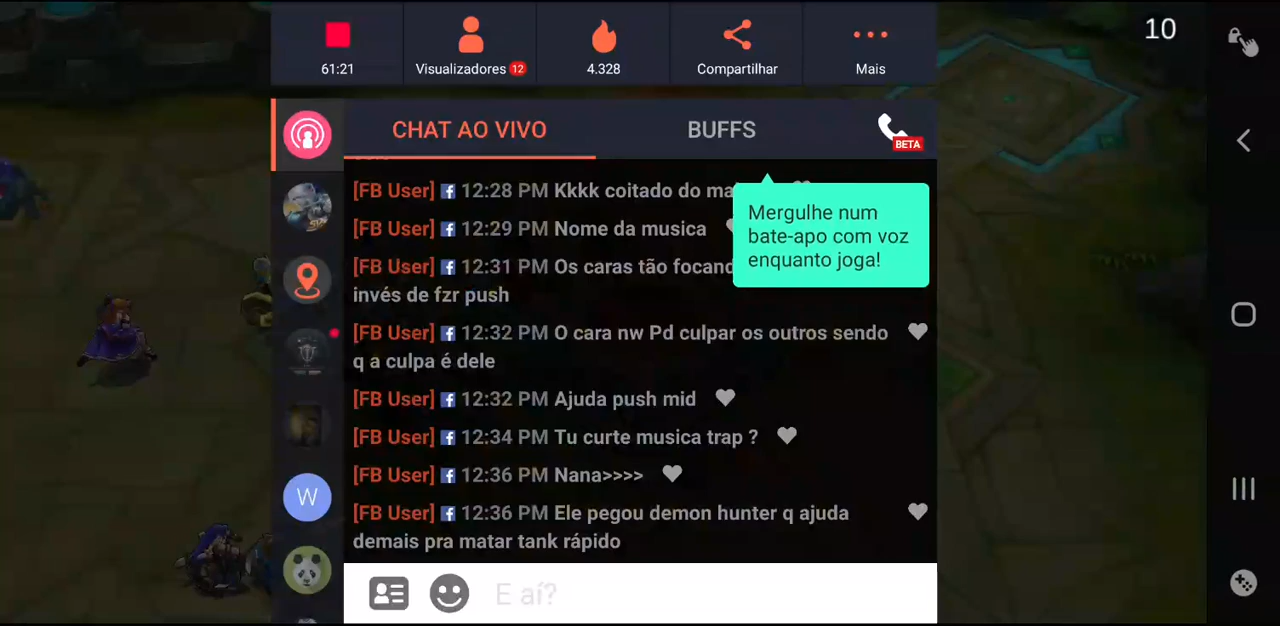 10
61:21
Visualizadores 12
4.328
Compartilhar
Mais
CHAT AO VIVO
BUFFS
BETA
[FB User] 12:28 PM Kkkk coitado do
[FB User] 12:29 PM Nome da musica
[FB User] 12:31 PM Os caras tão
invés de fzr push
Mergulhe num
bate-apo com voz
enquanto joga!
[FB User] 12:32 PM O cara nw Pd culpar os outros sendo
q a culpa é dele
[FB User] 12:32 PM Ajuda push mid
[FB User] 12:34 PM Tu curte musica trap ?
[FB User] 12:36 PM Nana>>>>
[FB User] 12:36 PM Ele pegou demon hunter q ajuda
demais pra matar tank rápido
W
E aí?